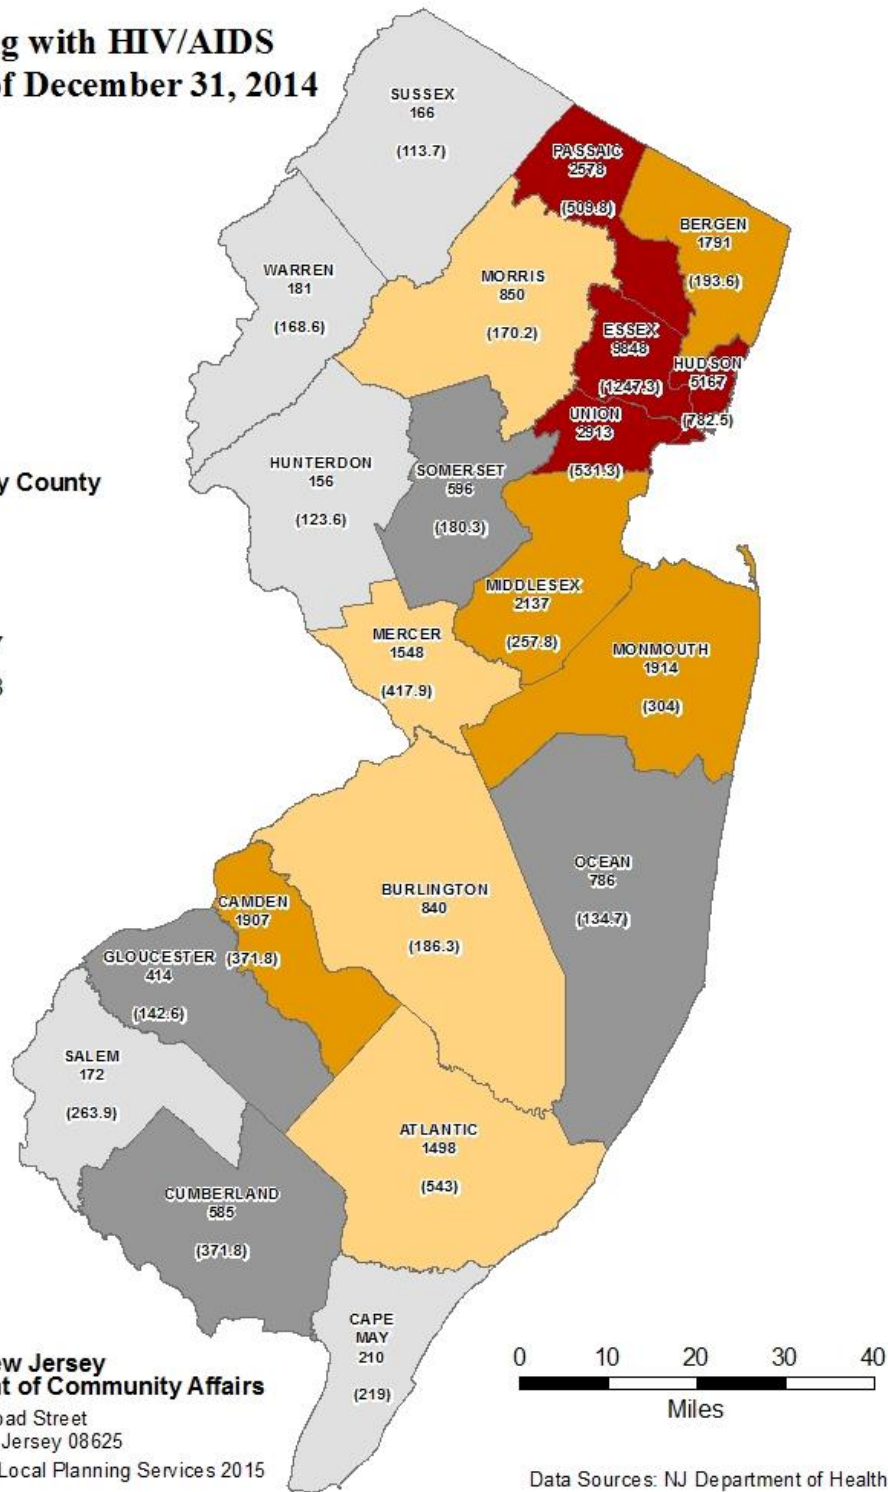 g with HIV/AIDS
f December 31, 2014
SUSSEX
166
(113.7)
PASSAIC
2578
(509.8)
BERGEN
1791
(193.6)
WARREN
181
(168.6)
MORRIS
850
(170.2)
ESSEX
9848
(1247.3)
HUDSON
5167
(782.5)
UNION
2913
(531.3)
HUNTERDON
156
(123.6)
SOMERSET
596
(180.3)
y County
MIDDLESEX
2137
(257.8)
MERCER
1548
(417.9)
MONMOUTH
1914
(304)
OCEAN
786
(134.7)
BURLINGTON
840
(186.3)
CAMDEN
1907
(371.8)
GLOUCESTER
414
(142.6)
SALEM
172
(263.9)
ATLANTIC
1498
(543)
CUMBERLAND
585
(371.8)
CAPE
MAY
210
(219)
ew Jersey
nt of Community Affairs
oad Street
Jersey 08625
Local Planning Services 2015
0 10 20 30 40
Miles
Data Sources: NJ Department of Health